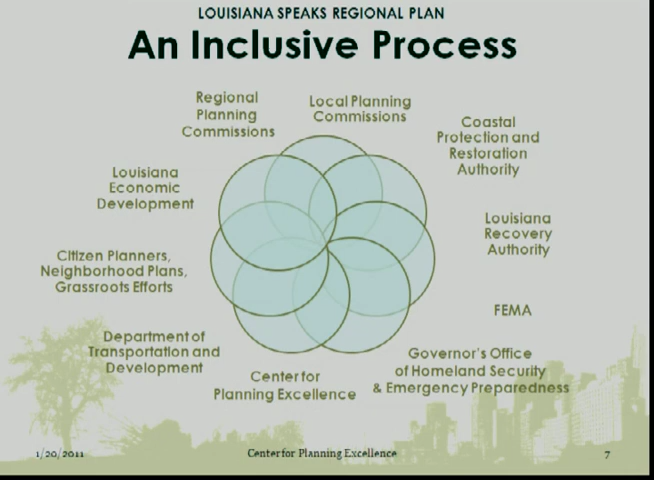 LOUISIANA SPEAKS REGIONAL PLAN
An Inclusive Process
Regional
Planning
Commissions
Local Planning
Commissions
Coastal
Protection and
Restoration
Authority
Louisiana
Economic
Development
Louisiana
Recovery
Authority
Citizen Planners,
Neighborhood Plans,
Grassroots Efforts
FEMA
Department of
Transportation and
Development
Governor's Office
of Homeland Security
& Emergency Preparedness
Center for
Planning Excellence
1/20/2011
Center for Planning Excellence
7